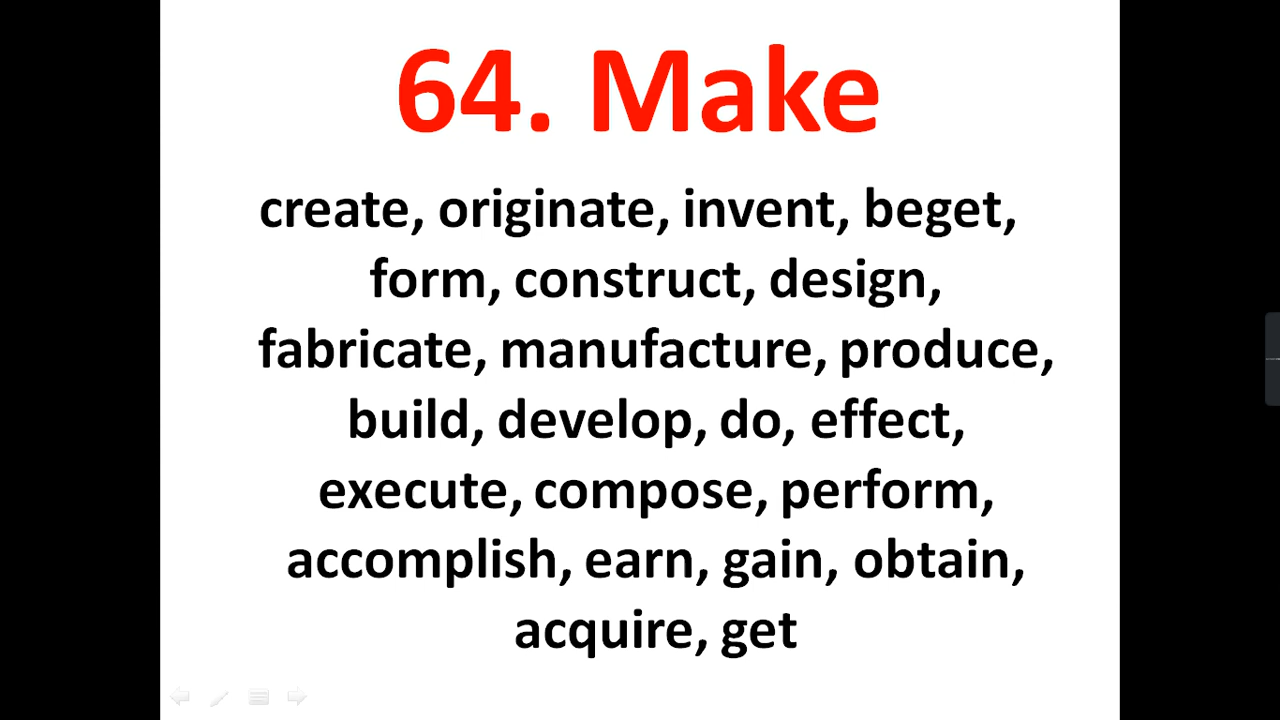 64. Make
create, originate, invent, beget,
form, construct, design,
fabricate, manufacture, produce,
build, develop, do, effect,
execute, compose, perform,
accomplish, earn, gain, obtain,
acquire, get